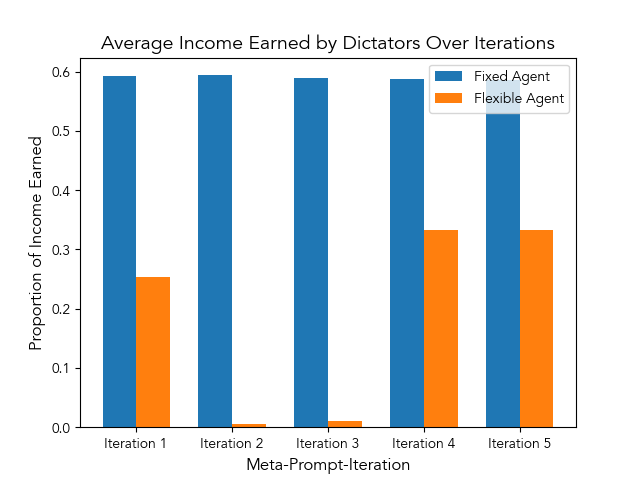 Average Income Earned by Dictators Over Iterations
Fixed Agent
Flexible Agent
Proportion of Income Earned
0.6
0.5
0.4
0.3
0.2
0.1
0.0
Iteration 1
Iteration 2
Iteration 3
Iteration 4
Iteration 5
Meta-Prompt-Iteration